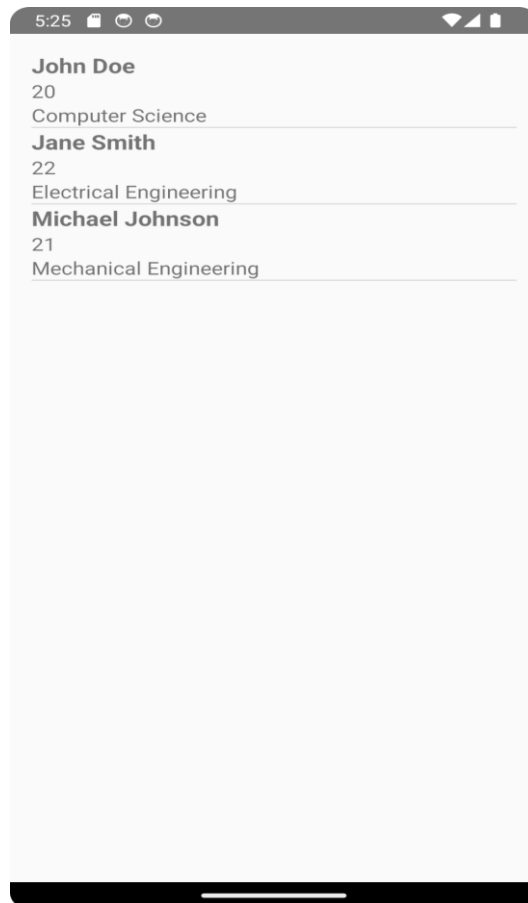 5:25
John Doe
20
Computer Science
Jane Smith
22
Electrical Engineering
Michael Johnson
21
Mechanical Engineering